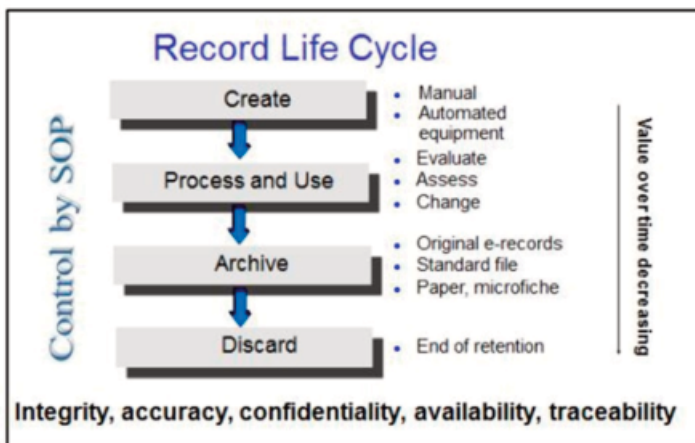 Record Life Cycle
Control by SOP
Create
• Manual
• Automated
equipment
Process and Use
• Evaluate
• Assess
• Change
Archive
• Original e-records
• Standard file
• Paper, microfiche
Discard
• End of retention
Value over time decreasing
Integrity, accuracy, confidentiality, availability, traceability